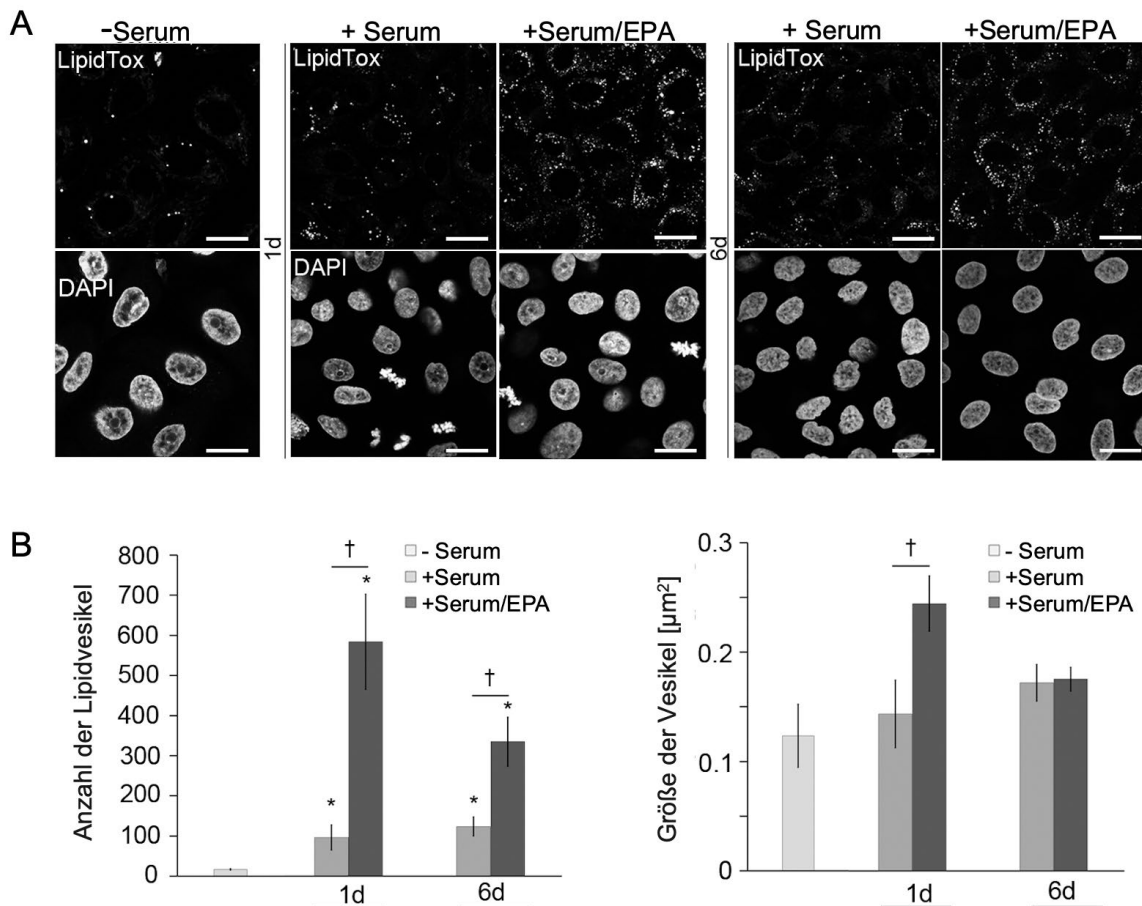 A
-Serum
+ Serum
+Serum/EPA
+ Serum
+Serum/EPA
LipidTox
LipidTox
LipidTox
1d
6d
DAPI
DAPI
B
800
700
600
500
400
300
200
100
0
Anzahl der Lipidvesikel
†
*
*
†
*
*
- Serum
+Serum
+Serum/EPA
1d
6d
0.3
0.2
0.1
0
Größe der Vesikel [µm²]
†
- Serum
+Serum
+Serum/EPA
1d
6d